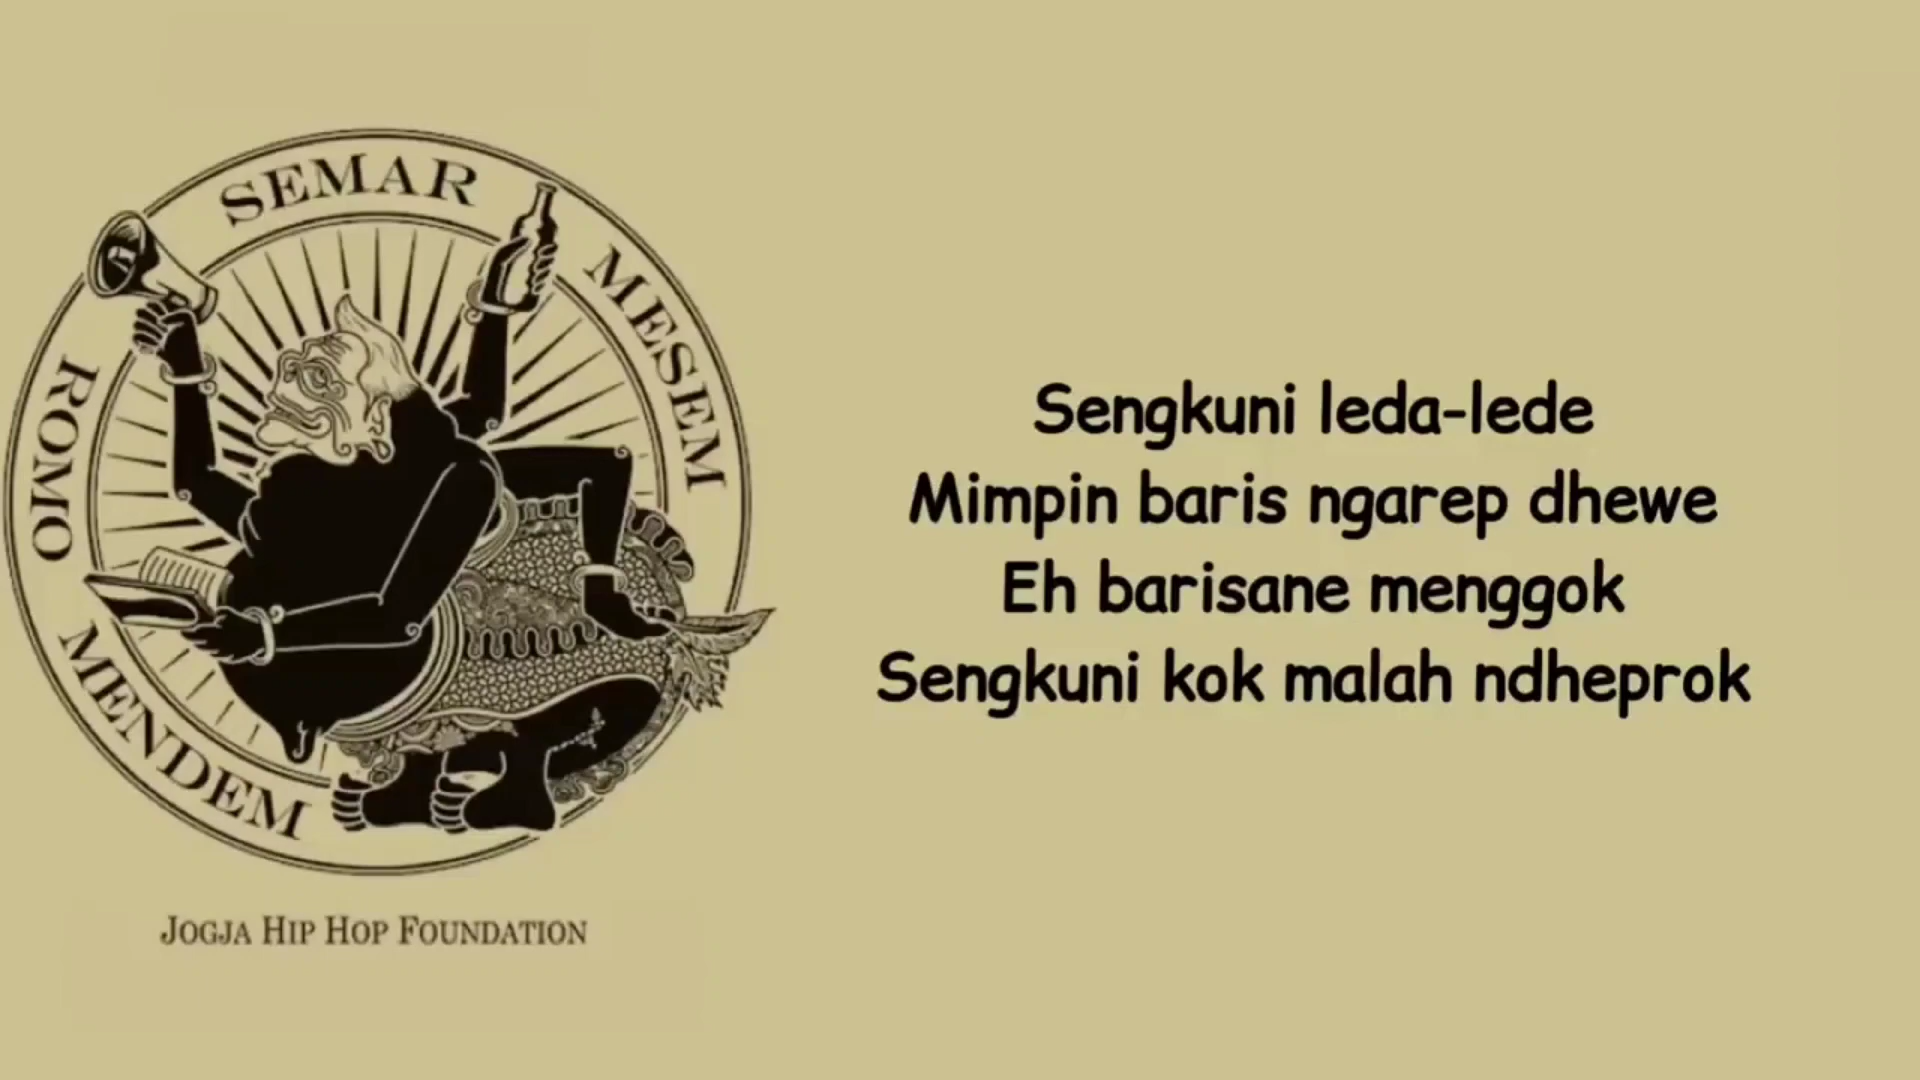 SEMAR MESEM
ROMO MENDEM
JOGJA HIP HOP FOUNDATION
Sengkuni leda-lede
Mimpin baris ngarep dhewe
Eh barisane menggok
Sengkuni kok malah ndheprok